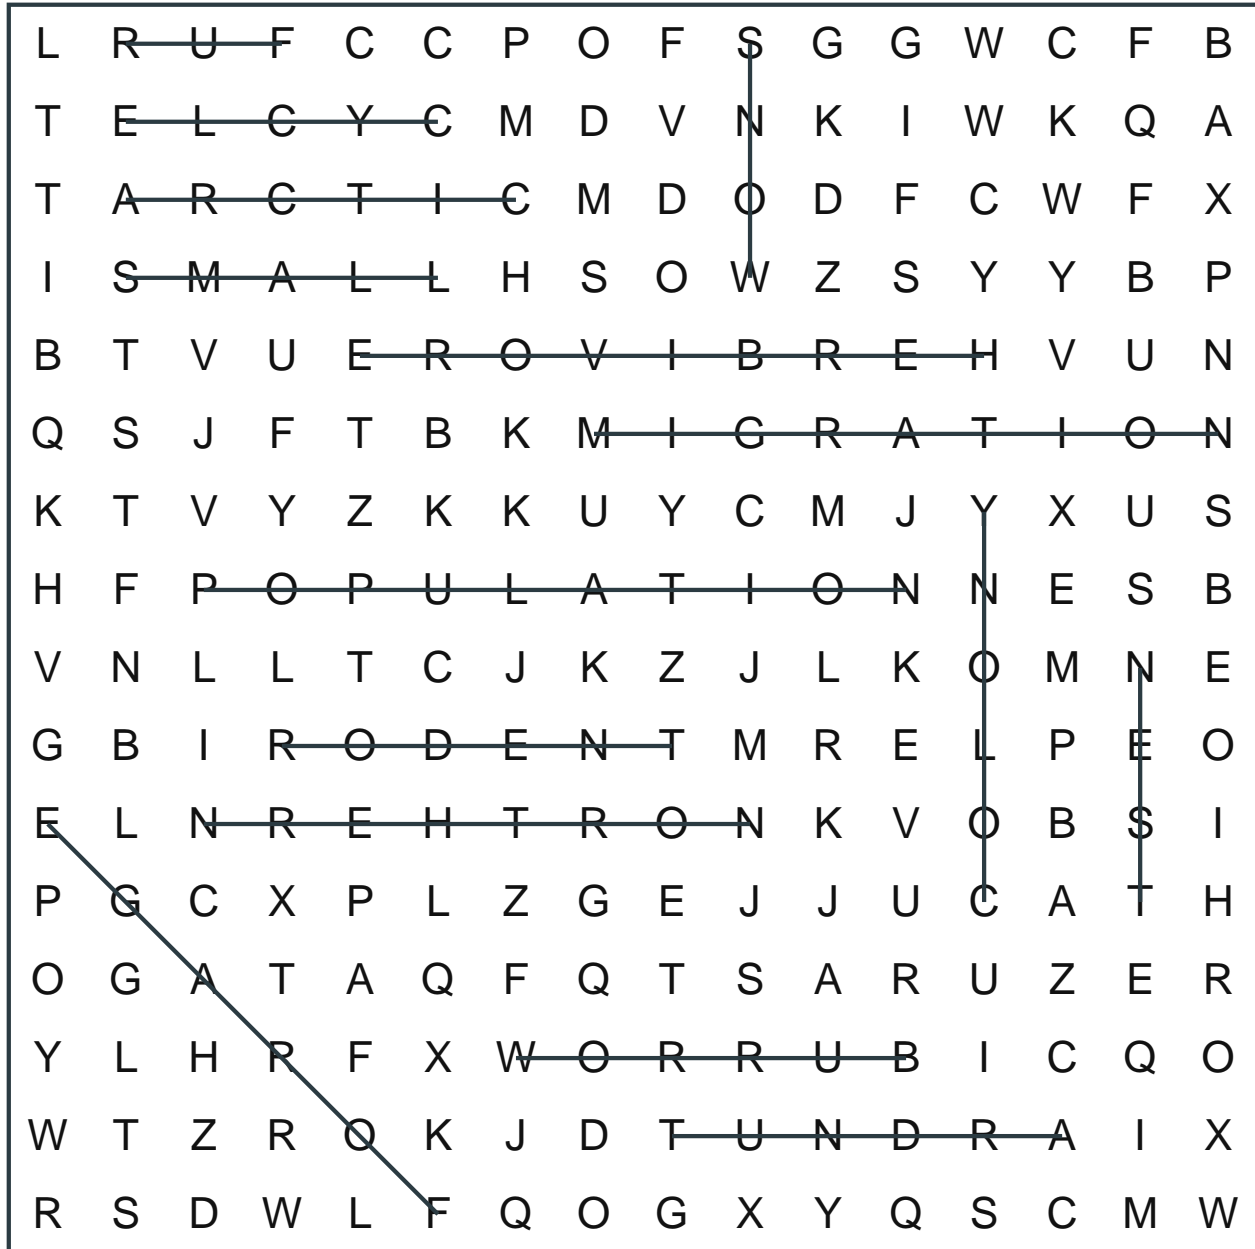 L R U F C C P O F S G G W C F B
T E L C Y C M D V N K I W K Q A
T A R C T I C M D O D F C W F X
I S M A L L H S O W Z S Y Y B P
B T V U E R O V I B R E H V U N
Q S J F T B K M I G R A T I O N
K T V Y Z K K U Y C M J Y X U S
H F P O P U L A T I O N N E S B
V N L L T C J K Z J L K O M N E
G B I R O D E N T M R E L P E O
E L N R E H T R O N K V O B S I
P G C X P L Z G E J J U C A T H
O G A T A Q F Q T S A R U Z E R
Y L H R F X W O R R U B I C Q O
W T Z R O K J D T U N D R A I X
R S D W L F Q O G X Y Q S C M W